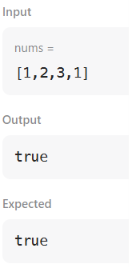 Input
nums =
[1,2,3,1]
Output
true
Expected
true